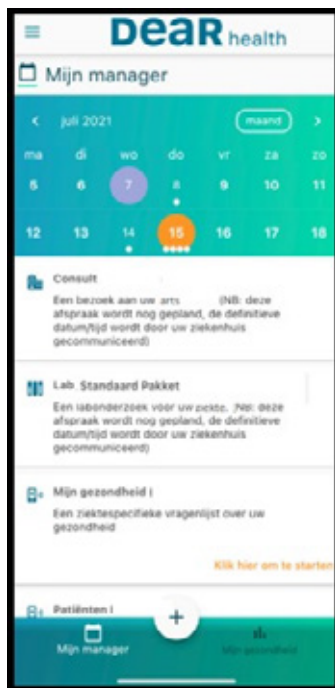 DeaR health
Mijn manager
juli 2021
maand
ma di wo do vr za zo
5 6 7 8 9 10 11
12 13 14 15 16 17 18
Consult
Een bezoek aan uw arts (NB: deze
afspraak wordt nog gepland, de definitieve
datum/tijd wordt door uw ziekenhuis
gecommuniceerd)
Lab Standaard Pakket
Een labonderzoek voor uw ziekte. (NB: deze
afspraak wordt nog gepland, de definitieve
datum/tijd wordt door uw ziekenhuis
gecommuniceerd)
Mijn gezondheid |
Een ziektespecifieke vragenlijst over uw
gezondheid
Klik hier om te starten
Patiënten |
Mijn manager
Mijn gezondheid